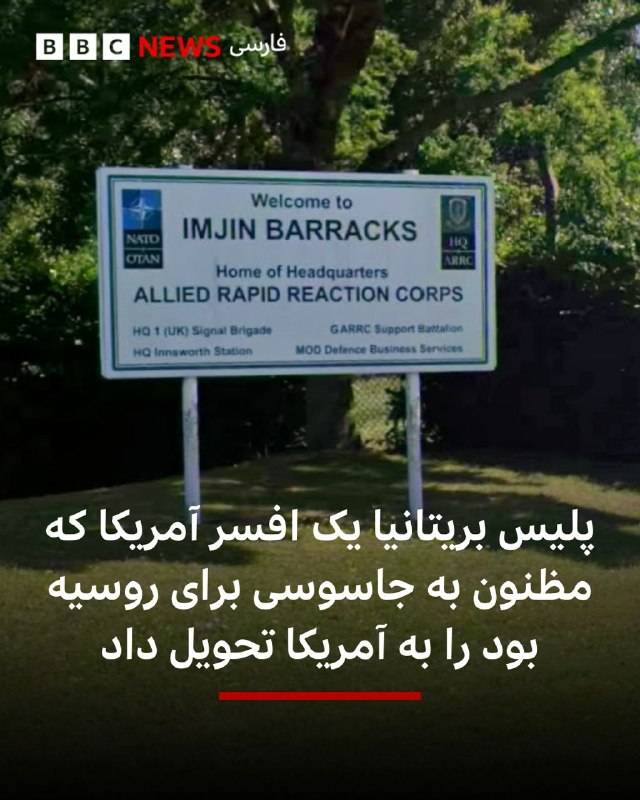 BBC NEWS فارسی
Welcome to
IMJIN BARRACKS
NATO
OTAN
HQ
ARRC
Home of Headquarters
ALLIED RAPID REACTION CORPS
HQ 1 (UK) Signal Brigade
GARRC Support Battalion
HQ Innsworth Station
MOD Defence Business Services
پلیس بریتانیا یک افسر آمریکا که
مظنون به جاسوسی برای روسیه
بود را به آمریکا تحویل داد